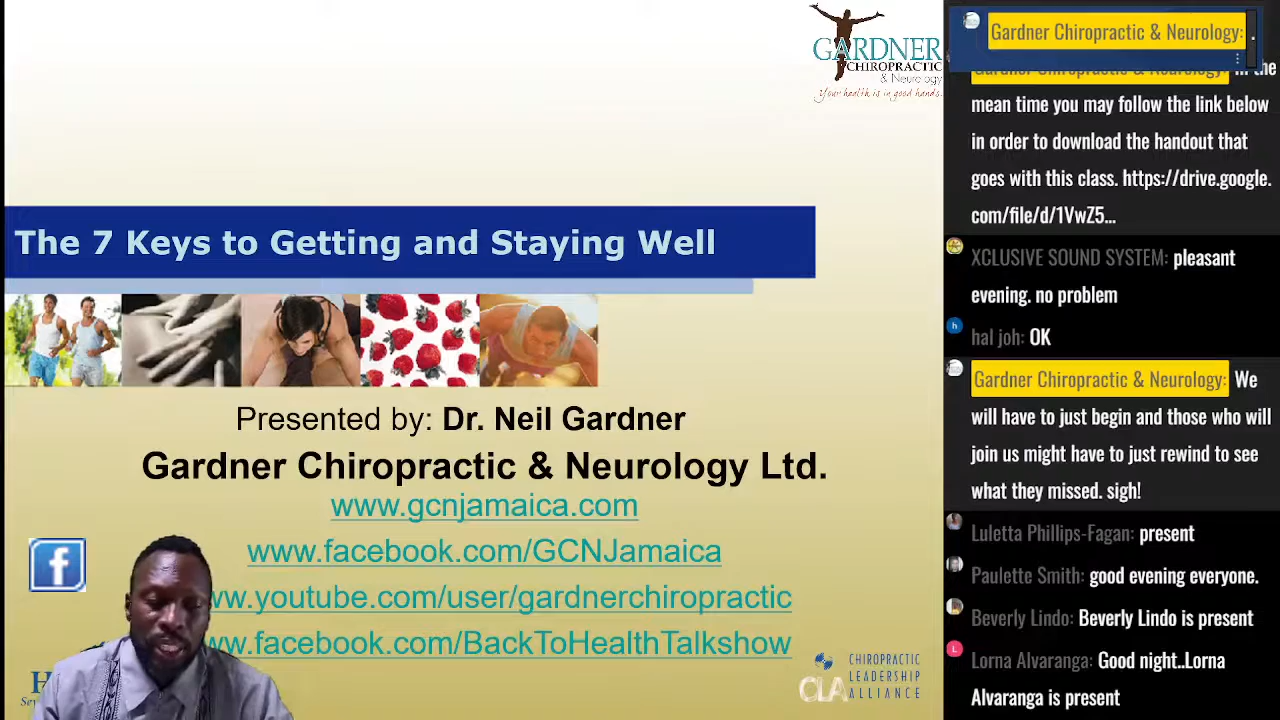 GARDNER
CHIROPRACTIC
& Neurology
Your health is in good hands.
The 7 Keys to Getting and Staying Well
Presented by: Dr. Neil Gardner
Gardner Chiropractic & Neurology Ltd.
www.gcnjamaica.com
www.facebook.com/GCNJamaica
ww.youtube.com/user/gardnerchiropractic
ww.facebook.com/BackToHealthTalkshow
CLA
CHIROPRACTIC
LEADERSHIP
ALLIANCE
Gardner Chiropractic & Neurology: .
Gardner Chiropractic & Neurology: In the
mean time you may follow the link below
in order to download the handout that
goes with this class. https://drive.google.
com/file/d/1VwZ5...
XCLUSIVE SOUND SYSTEM: pleasant
evening. no problem
hal joh: OK
Gardner Chiropractic & Neurology: We
will have to just begin and those who will
join us might have to just rewind to see
what they missed. sigh!
Luletta Phillips-Fagan: present
Paulette Smith: good evening everyone.
Beverly Lindo: Beverly Lindo is present
Lorna Alvaranga: Good night..Lorna
Alvaranga is present